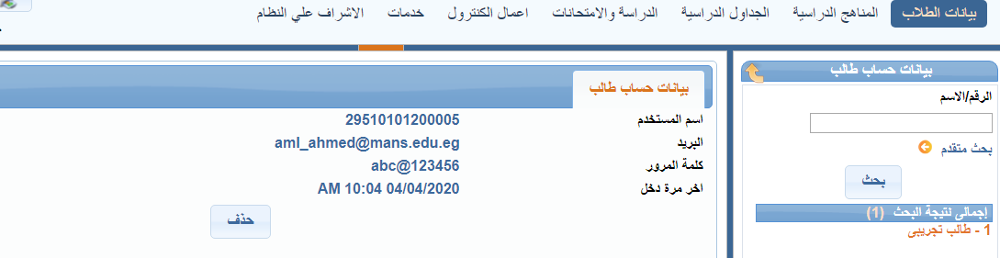 بيانات الطلاب المناهج الدراسية الجداول الدراسية الدراسة والامتحانات اعمال الكنترول خدمات الاشراف علي النظام
بيانات حساب طالب
الرقم/الاسم
بحث متقدم
بحث
إجمالى نتيجة البحث (1)
1 - طالب تجريبى
بيانات حساب طالب
اسم المستخدم 29510101200005
البريد aml_ahmed@mans.edu.eg
كلمة المرور abc@123456
اخر مرة دخل AM 10:04 04/04/2020
حذف